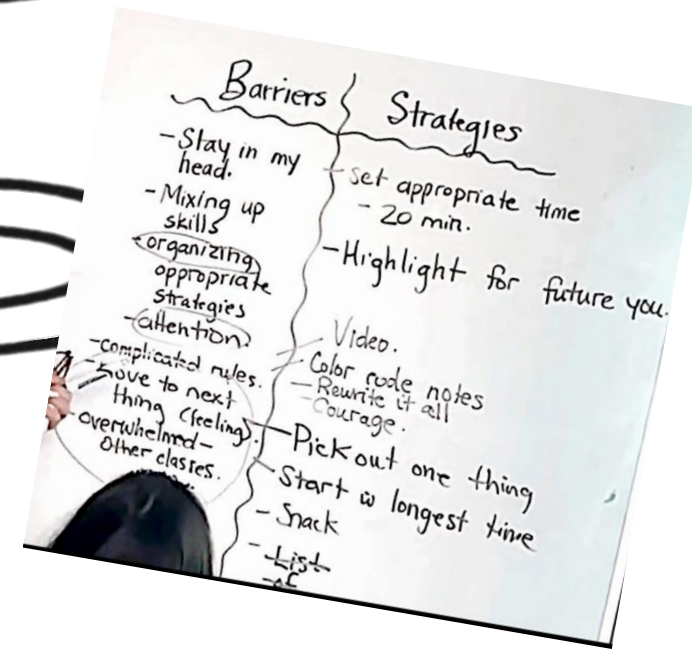 Barriers
- Stay in my
head.
- Mixing up
skills
- organizing
oppropriate
strategies
- attention.
- complicated rules.
- move to next
thing (feeling).
- overwhelmed -
other classes.
Strategies
- Set appropriate time
- 20 min.
- Highlight for future you.
Video.
Color code notes
- Rewrite it all
- Courage.
- Pick out one thing
- Start w longest time
- Snack
- List
- of